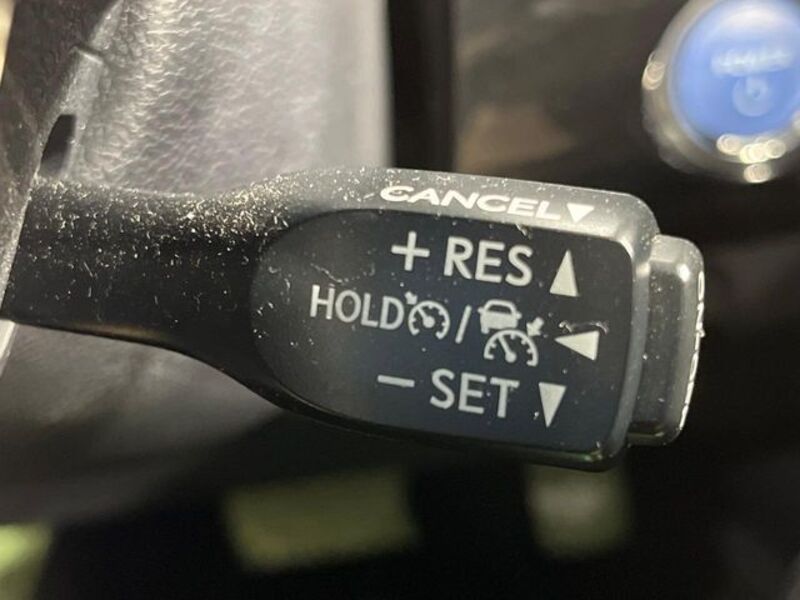 CANCEL▼
+ RES ▲
HOLD / ◀
− SET ▼